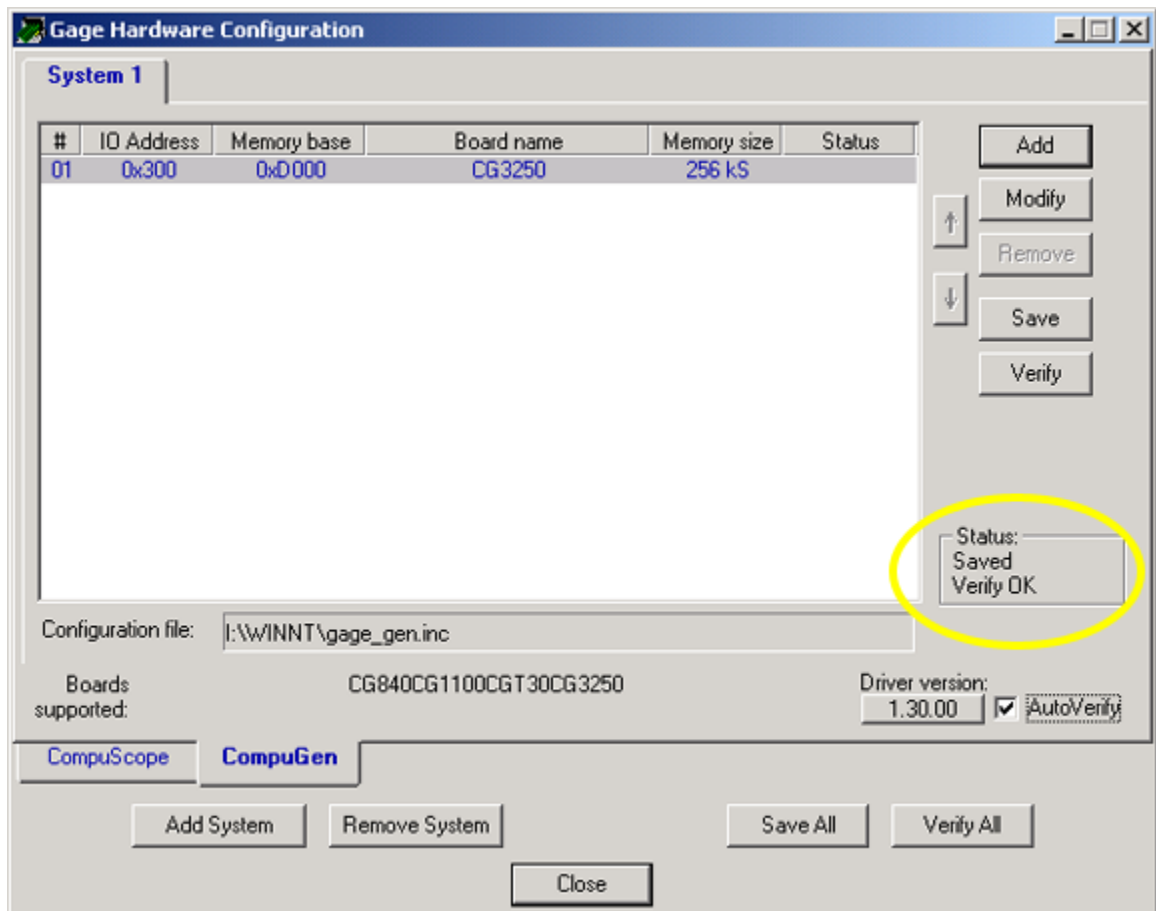 Gage Hardware Configuration
System 1
# IO Address Memory base Board name Memory size Status
01 0x300 0xD000 CG3250 256 kS
Add
Modify
Remove
Save
Verify
Status:
Saved
Verify OK
Configuration file: I:\WINNT\gage_gen.inc
Boards supported: CG840CG1100CGT30CG3250
Driver version:
1.30.00 AutoVerify
CompuScope CompuGen
Add System Remove System Save All Verify All
Close